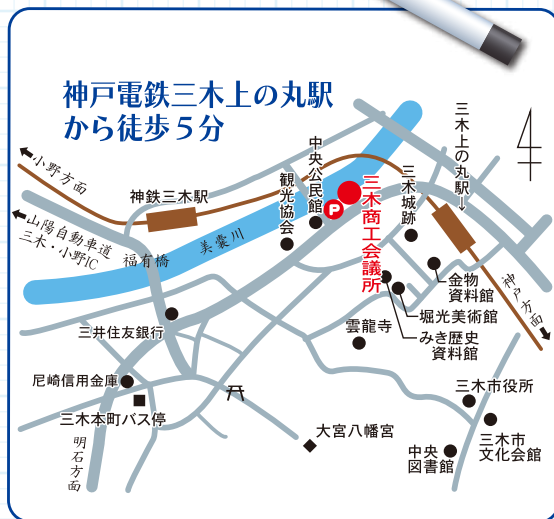 神戸電鉄三木上の丸駅
から徒歩５分
小野方面
神鉄三木駅
山陽自動車道
三木・小野IC
福有橋
美嚢川
観光協会
中央公民館
P
三木商工会議所
三木城跡
三木上の丸駅→
金物
資料館
神戸方面
堀光美術館
みき歴史
資料館
雲龍寺
三井住友銀行
尼崎信用金庫
三木本町バス停
明石方面
大宮八幡宮
三木市役所
三木市
文化会館
中央
図書館